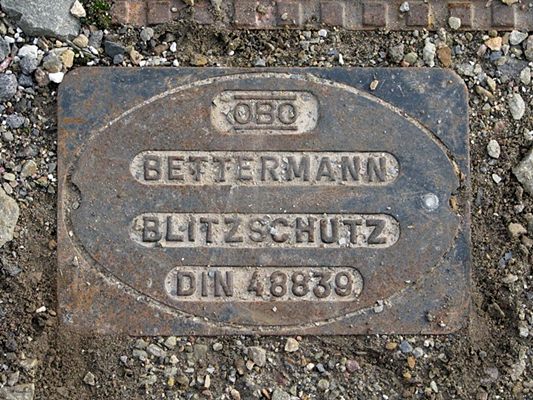 OBO
BETTERMANN
BLITZSCHUTZ
DIN 48839